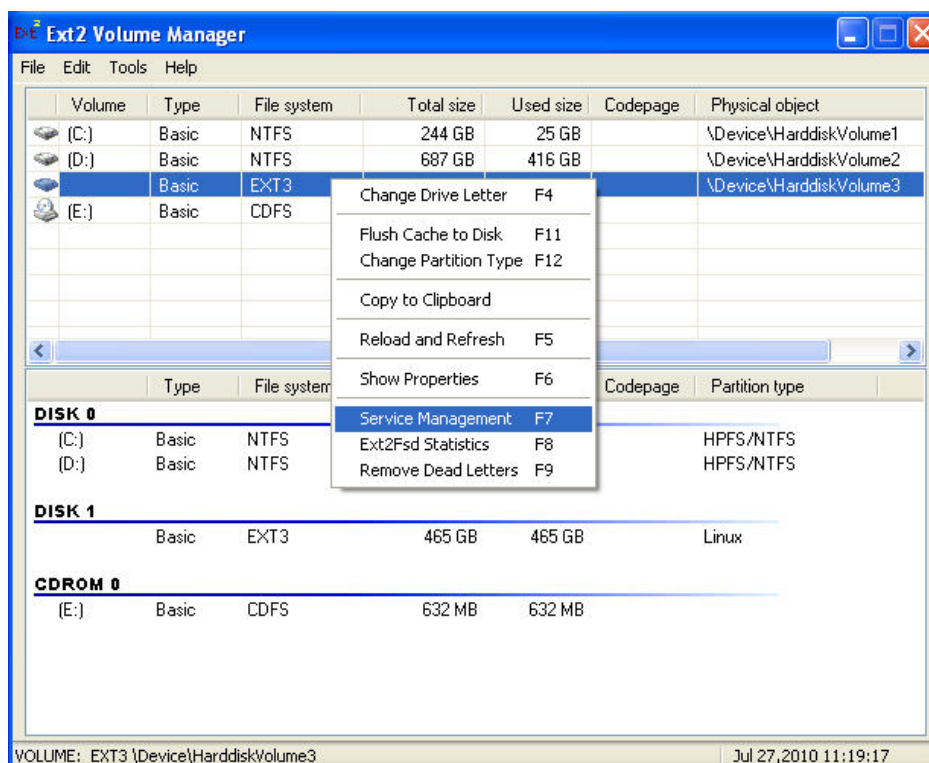 Ext2 Ext2 Volume Manager
File Edit Tools Help
Volume Type File system Total size Used size Codepage Physical object
(C:) Basic NTFS 244 GB 25 GB \Device\HarddiskVolume1
(D:) Basic NTFS 687 GB 416 GB \Device\HarddiskVolume2
Basic EXT3 \Device\HarddiskVolume3
(E:) Basic CDFS
Change Drive Letter F4
Flush Cache to Disk F11
Change Partition Type F12
Copy to Clipboard
Reload and Refresh F5
Show Properties F6
Service Management F7
Ext2Fsd Statistics F8
Remove Dead Letters F9
Type File system Codepage Partition type
DISK 0
(C:) Basic NTFS HPFS/NTFS
(D:) Basic NTFS HPFS/NTFS
DISK 1
Basic EXT3 465 GB 465 GB Linux
CDROM 0
(E:) Basic CDFS 632 MB 632 MB
VOLUME: EXT3 \Device\HarddiskVolume3 Jul 27,2010 11:19:17